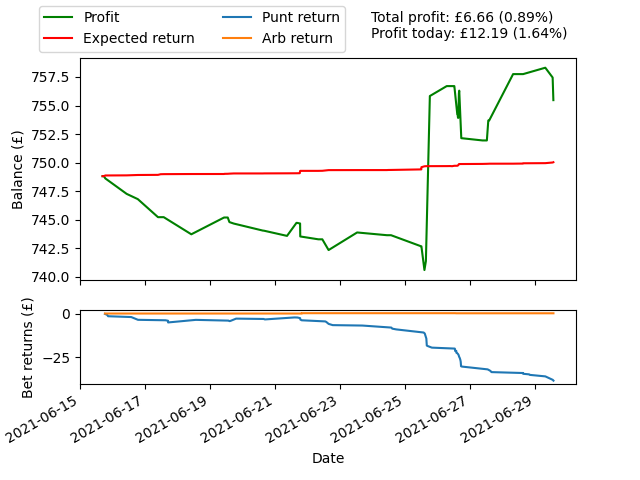 Profit
Expected return
Punt return
Arb return
Total profit: £6.66 (0.89%)
Profit today: £12.19 (1.64%)
757.5
755.0
752.5
750.0
747.5
745.0
742.5
740.0
Balance (£)
0
−25
Bet returns (£)
2021-06-15
2021-06-17
2021-06-19
2021-06-21
2021-06-23
2021-06-25
2021-06-27
2021-06-29
Date